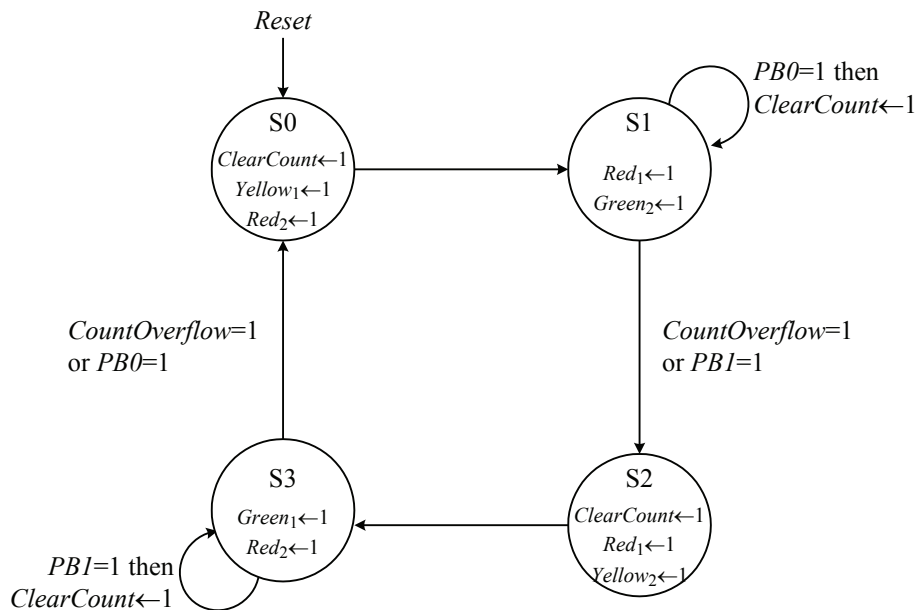 Reset
S0
ClearCount←1
Yellow₁←1
Red₂←1
S1
Red₁←1
Green₂←1
PB0=1 then
ClearCount←1
CountOverflow=1
or PB0=1
CountOverflow=1
or PB1=1
S3
Green₁←1
Red₂←1
S2
ClearCount←1
Red₁←1
Yellow₂←1
PB1=1 then
ClearCount←1